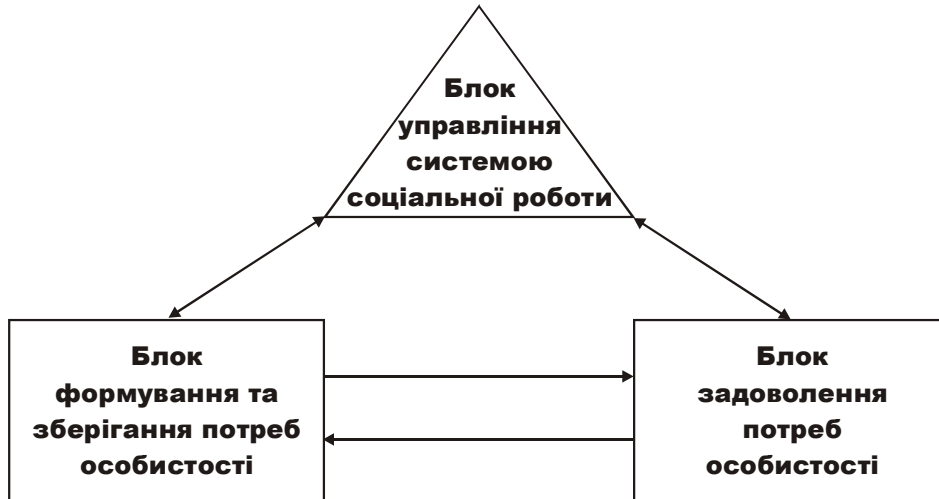 Блок
управління
системою
соціальної роботи
Блок
формування та
зберігання потреб
особистості
Блок
задоволення
потреб
особистості